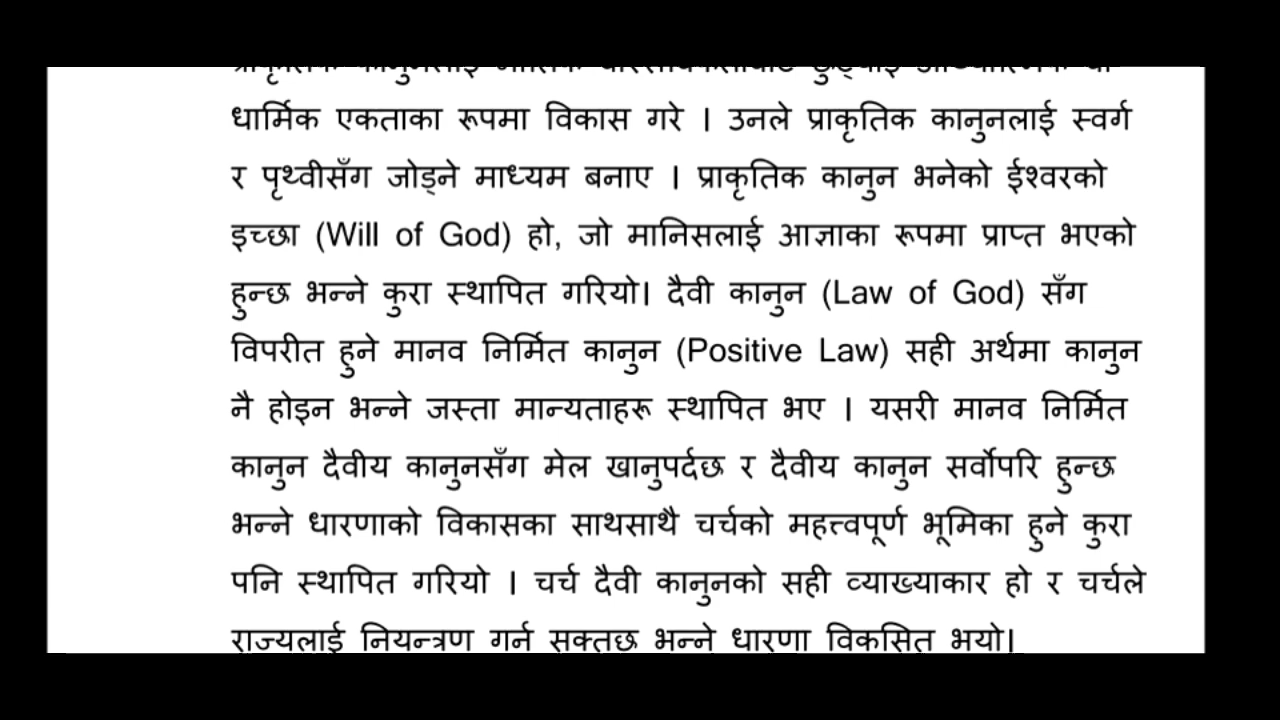 धार्मिक एकताका रूपमा विकास गरे । उनले प्राकृतिक कानुनलाई स्वर्ग
र पृथ्वीसँग जोड्ने माध्यम बनाए । प्राकृतिक कानुन भनेको ईश्वरको
इच्छा (Will of God) हो, जो मानिसलाई आज्ञाका रूपमा प्राप्त भएको
हुन्छ भन्ने कुरा स्थापित गरियो। दैवी कानुन (Law of God) सँग
विपरीत हुने मानव निर्मित कानुन (Positive Law) सही अर्थमा कानुन
नै होइन भन्ने जस्ता मान्यताहरू स्थापित भए । यसरी मानव निर्मित
कानुन दैवीय कानुनसँग मेल खानुपर्दछ र दैवीय कानुन सर्वोपरि हुन्छ
भन्ने धारणाको विकासका साथसाथै चर्चको महत्त्वपूर्ण भूमिका हुने कुरा
पनि स्थापित गरियो । चर्च दैवी कानुनको सही व्याख्याकार हो र चर्चले
राज्यलाई नियन्त्रण गर्न सक्तछ भन्ने धारणा विकसित भयो।